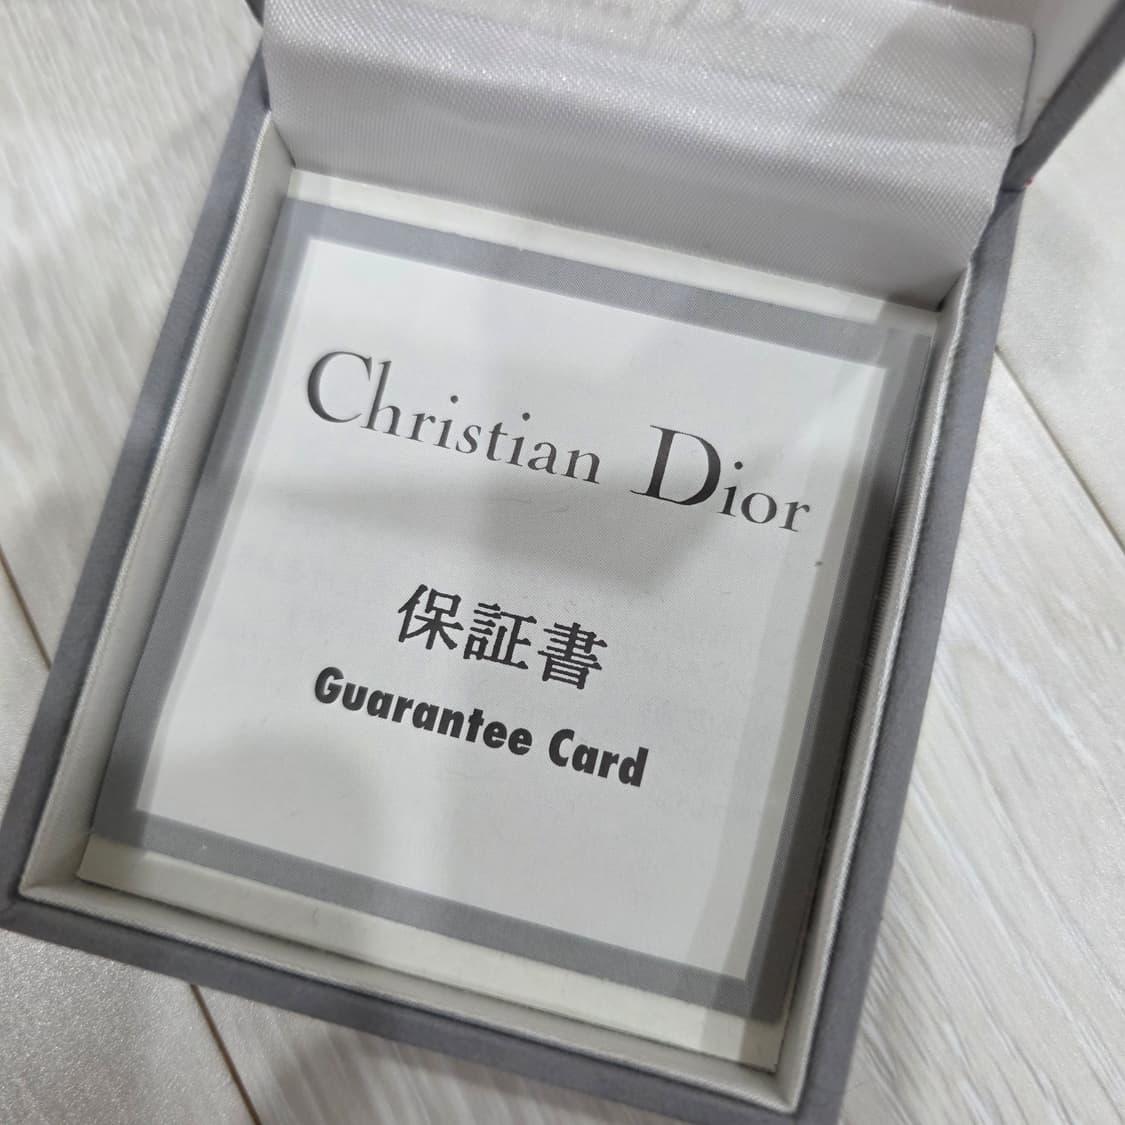 Christian Dior
保証書
Guarantee Card